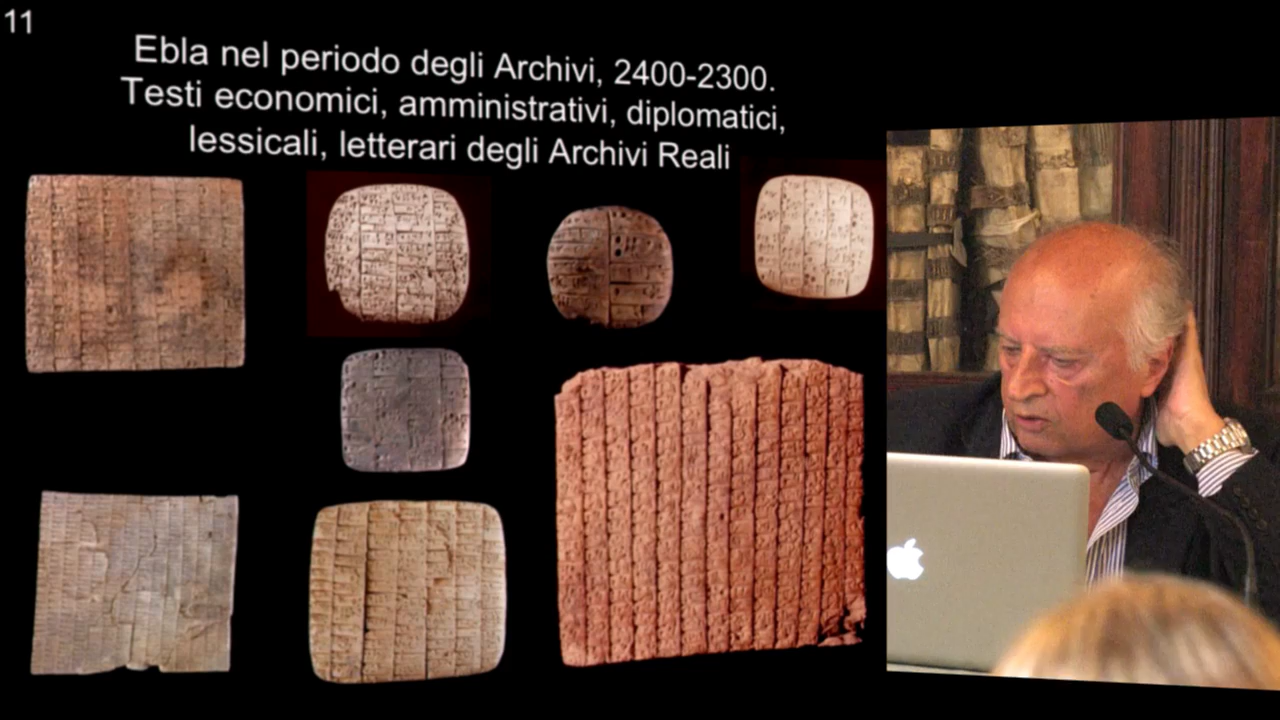 11
Ebla nel periodo degli Archivi, 2400-2300.
Testi economici, amministrativi, diplomatici,
lessicali, letterari degli Archivi Reali